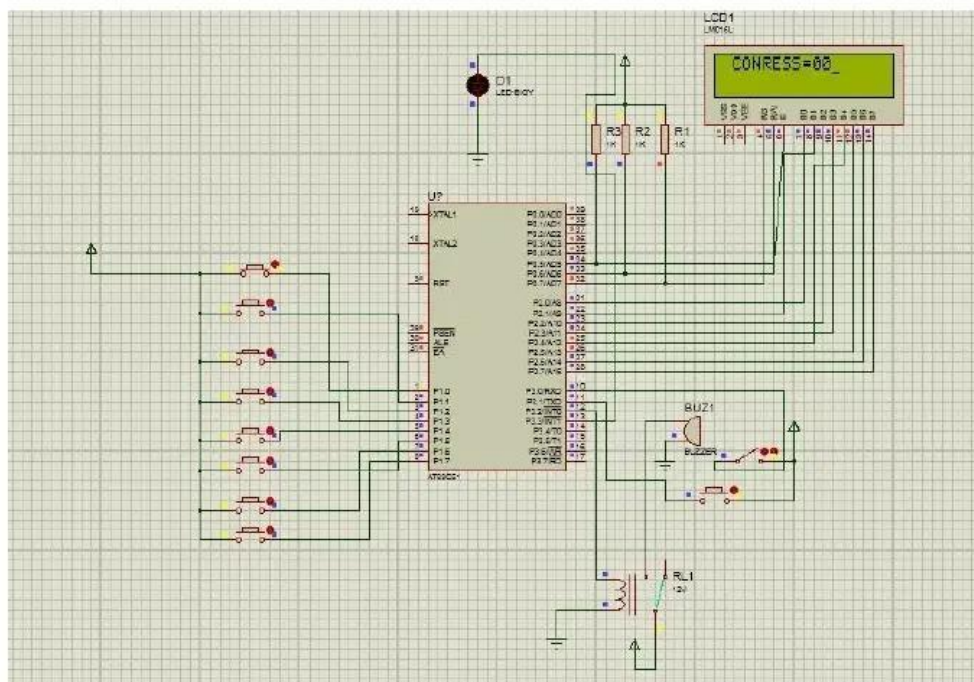 LCD1
LM016L
CONRESS=00_
D1
LED-BIGY
R3
1K
R2
1K
R1
1K
U?
XTAL1
XTAL2
RST
PSEN
ALE
EA
P1.0
P1.1
P1.2
P1.3
P1.4
P1.5
P1.6
P1.7
AT89C51
P0.0/AD0
P0.1/AD1
P0.2/AD2
P0.3/AD3
P0.4/AD4
P0.5/AD5
P0.6/AD6
P0.7/AD7
P2.0/A8
P2.1/A9
P2.2/A10
P2.3/A11
P2.4/A12
P2.5/A13
P2.6/A14
P2.7/A15
P3.0/RXD
P3.1/TXD
P3.2/INT0
P3.3/INT1
P3.4/T0
P3.5/T1
P3.6/WR
P3.7/RD
BUZ1
BUZZER
RL1
12V